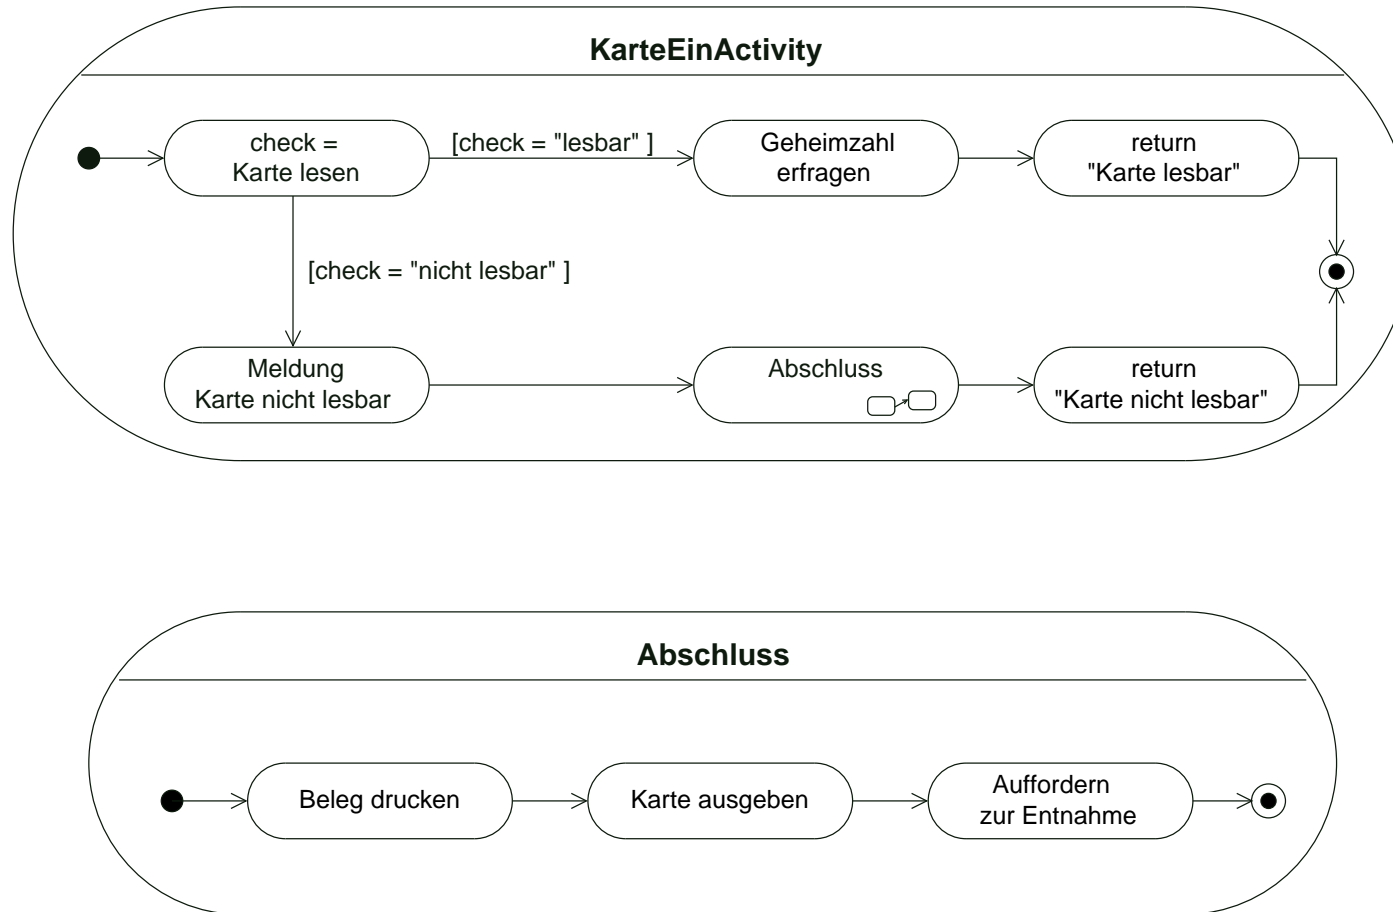 KarteEinActivity
check =
Karte lesen
[check = "lesbar" ]
Geheimzahl
erfragen
return
"Karte lesbar"
[check = "nicht lesbar" ]
Meldung
Karte nicht lesbar
Abschluss
return
"Karte nicht lesbar"
Abschluss
Beleg drucken
Karte ausgeben
Auffordern
zur Entnahme